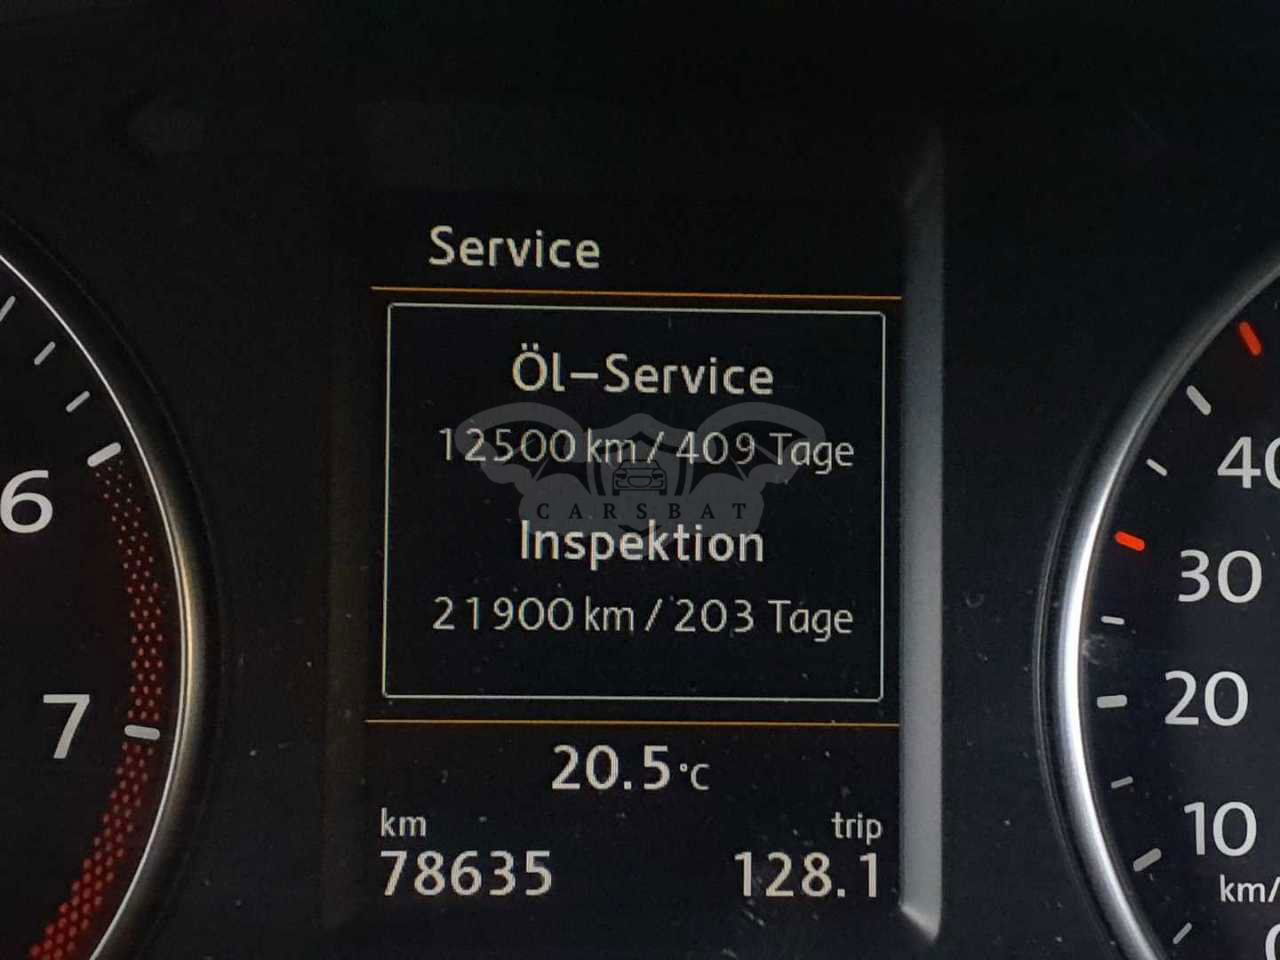 Service
Öl-Service
12500 km / 409 Tage
CARSBAT
Inspektion
21900 km / 203 Tage
20.5 °C
km
78635
trip
128.1
6
7
30
20
10
km/